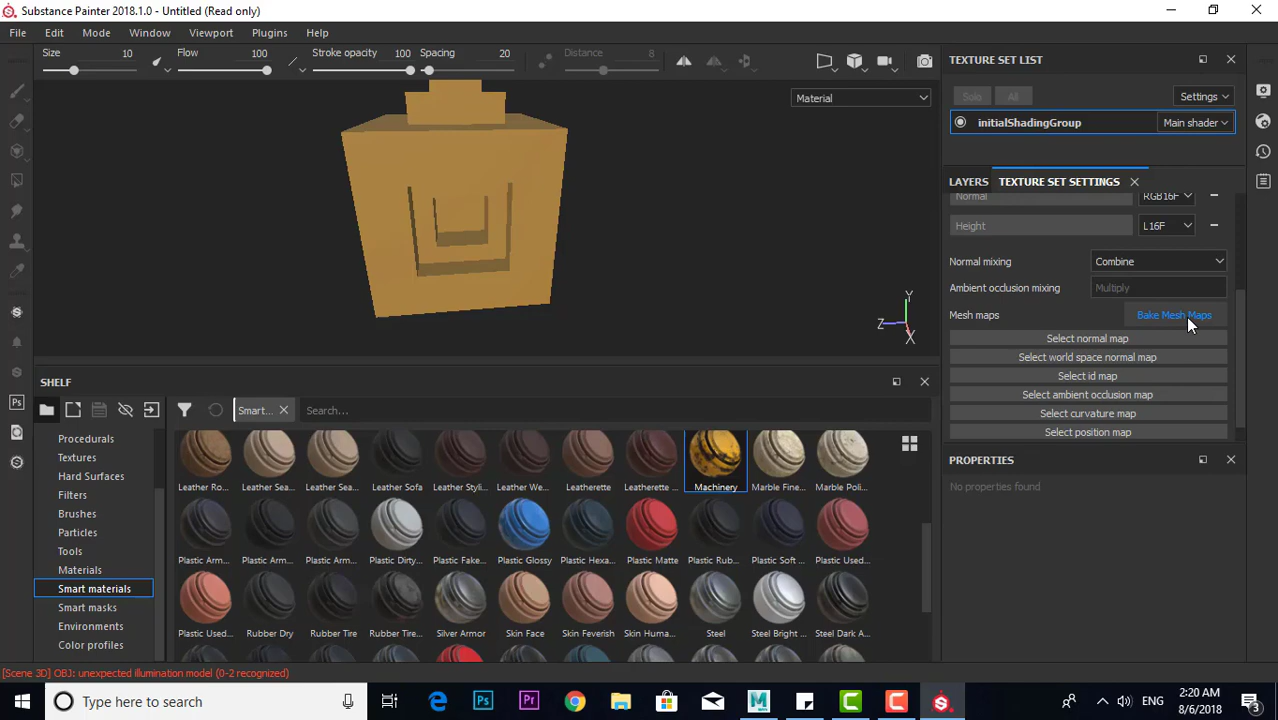 Substance Painter 2018.1.0 - Untitled (Read only)
File Edit Mode Window Viewport Plugins Help
Size 10 Flow 100 Stroke opacity 100 Spacing 20 Distance 8
Material
Y
Z
X
TEXTURE SET LIST
Solo All Settings
initialShadingGroup Main shader
LAYERS TEXTURE SET SETTINGS
Normal RGB16F
Height L16F
Normal mixing Combine
Ambient occlusion mixing Multiply
Mesh maps Bake Mesh Maps
Select normal map
Select world space normal map
Select id map
Select ambient occlusion map
Select curvature map
Select position map
PROPERTIES
No properties found
SHELF
Smart... Search...
Procedurals
Textures
Hard Surfaces
Filters
Brushes
Particles
Tools
Materials
Smart materials
Smart masks
Environments
Color profiles
Leather Ro... Leather Sea... Leather Sea... Leather Sofa Leather Styli... Leather We... Leatherette Leatherette ... Machinery Marble Fine... Marble Poli...
Plastic Arm... Plastic Arm... Plastic Arm... Plastic Dirty... Plastic Fake... Plastic Glossy Plastic Hexa... Plastic Matte Plastic Rub... Plastic Soft ... Plastic Used...
Plastic Used... Rubber Dry Rubber Tire Rubber Tire... Silver Armor Skin Face Skin Feverish Skin Huma... Steel Steel Bright ... Steel Dark A...
[Scene 3D] OBJ: unexpected illumination model (0-2 recognized)
Type here to search
Ps Pr
ENG
2:20 AM
8/6/2018
3
Ps